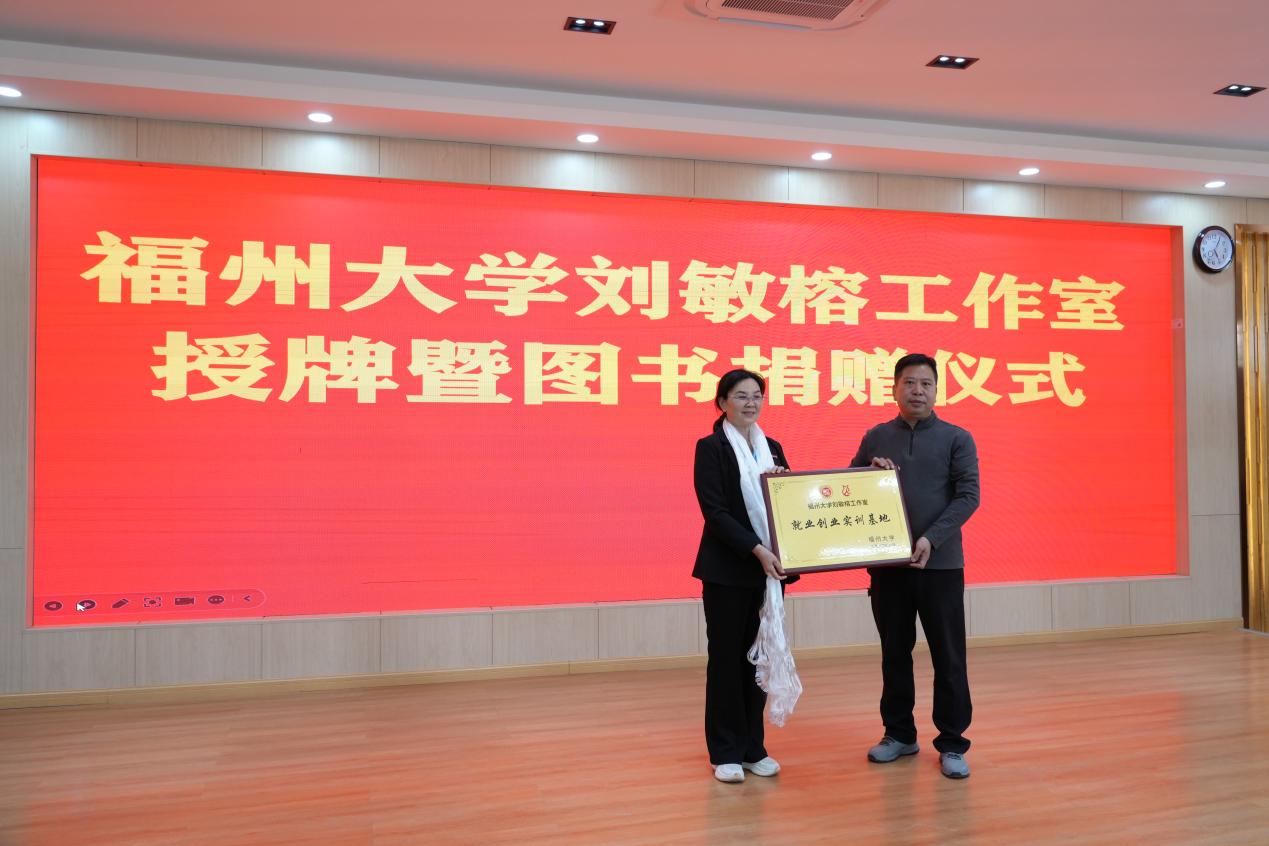 福州大学刘敏榕工作室
授牌暨图书捐赠仪式
福州大学刘敏榕工作室
就业创业实训基地
福州大学